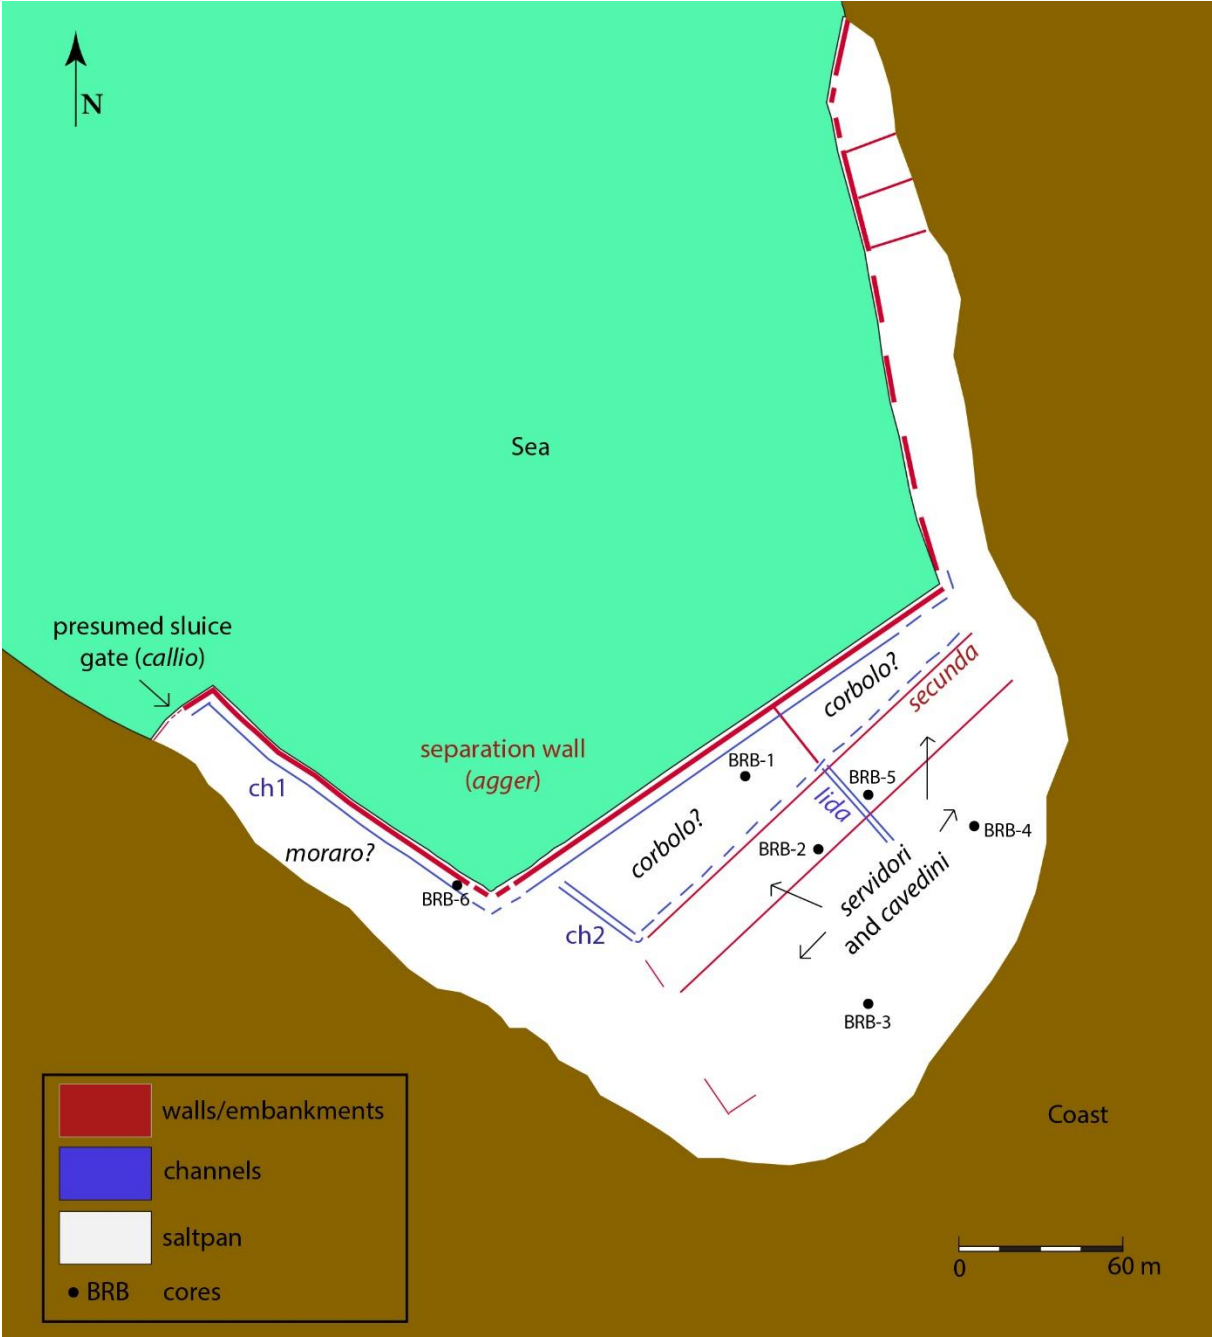 N
Sea
presumed sluice
gate (callio)
separation wall
(agger)
ch1
moraro?
BRB-6
ch2
corbolo?
BRB-1
corbolo?
secunda
lida
BRB-5
BRB-2
BRB-4
servidori
and cavedini
BRB-3
Coast
walls/embankments
channels
saltpan
BRB cores
0 60 m